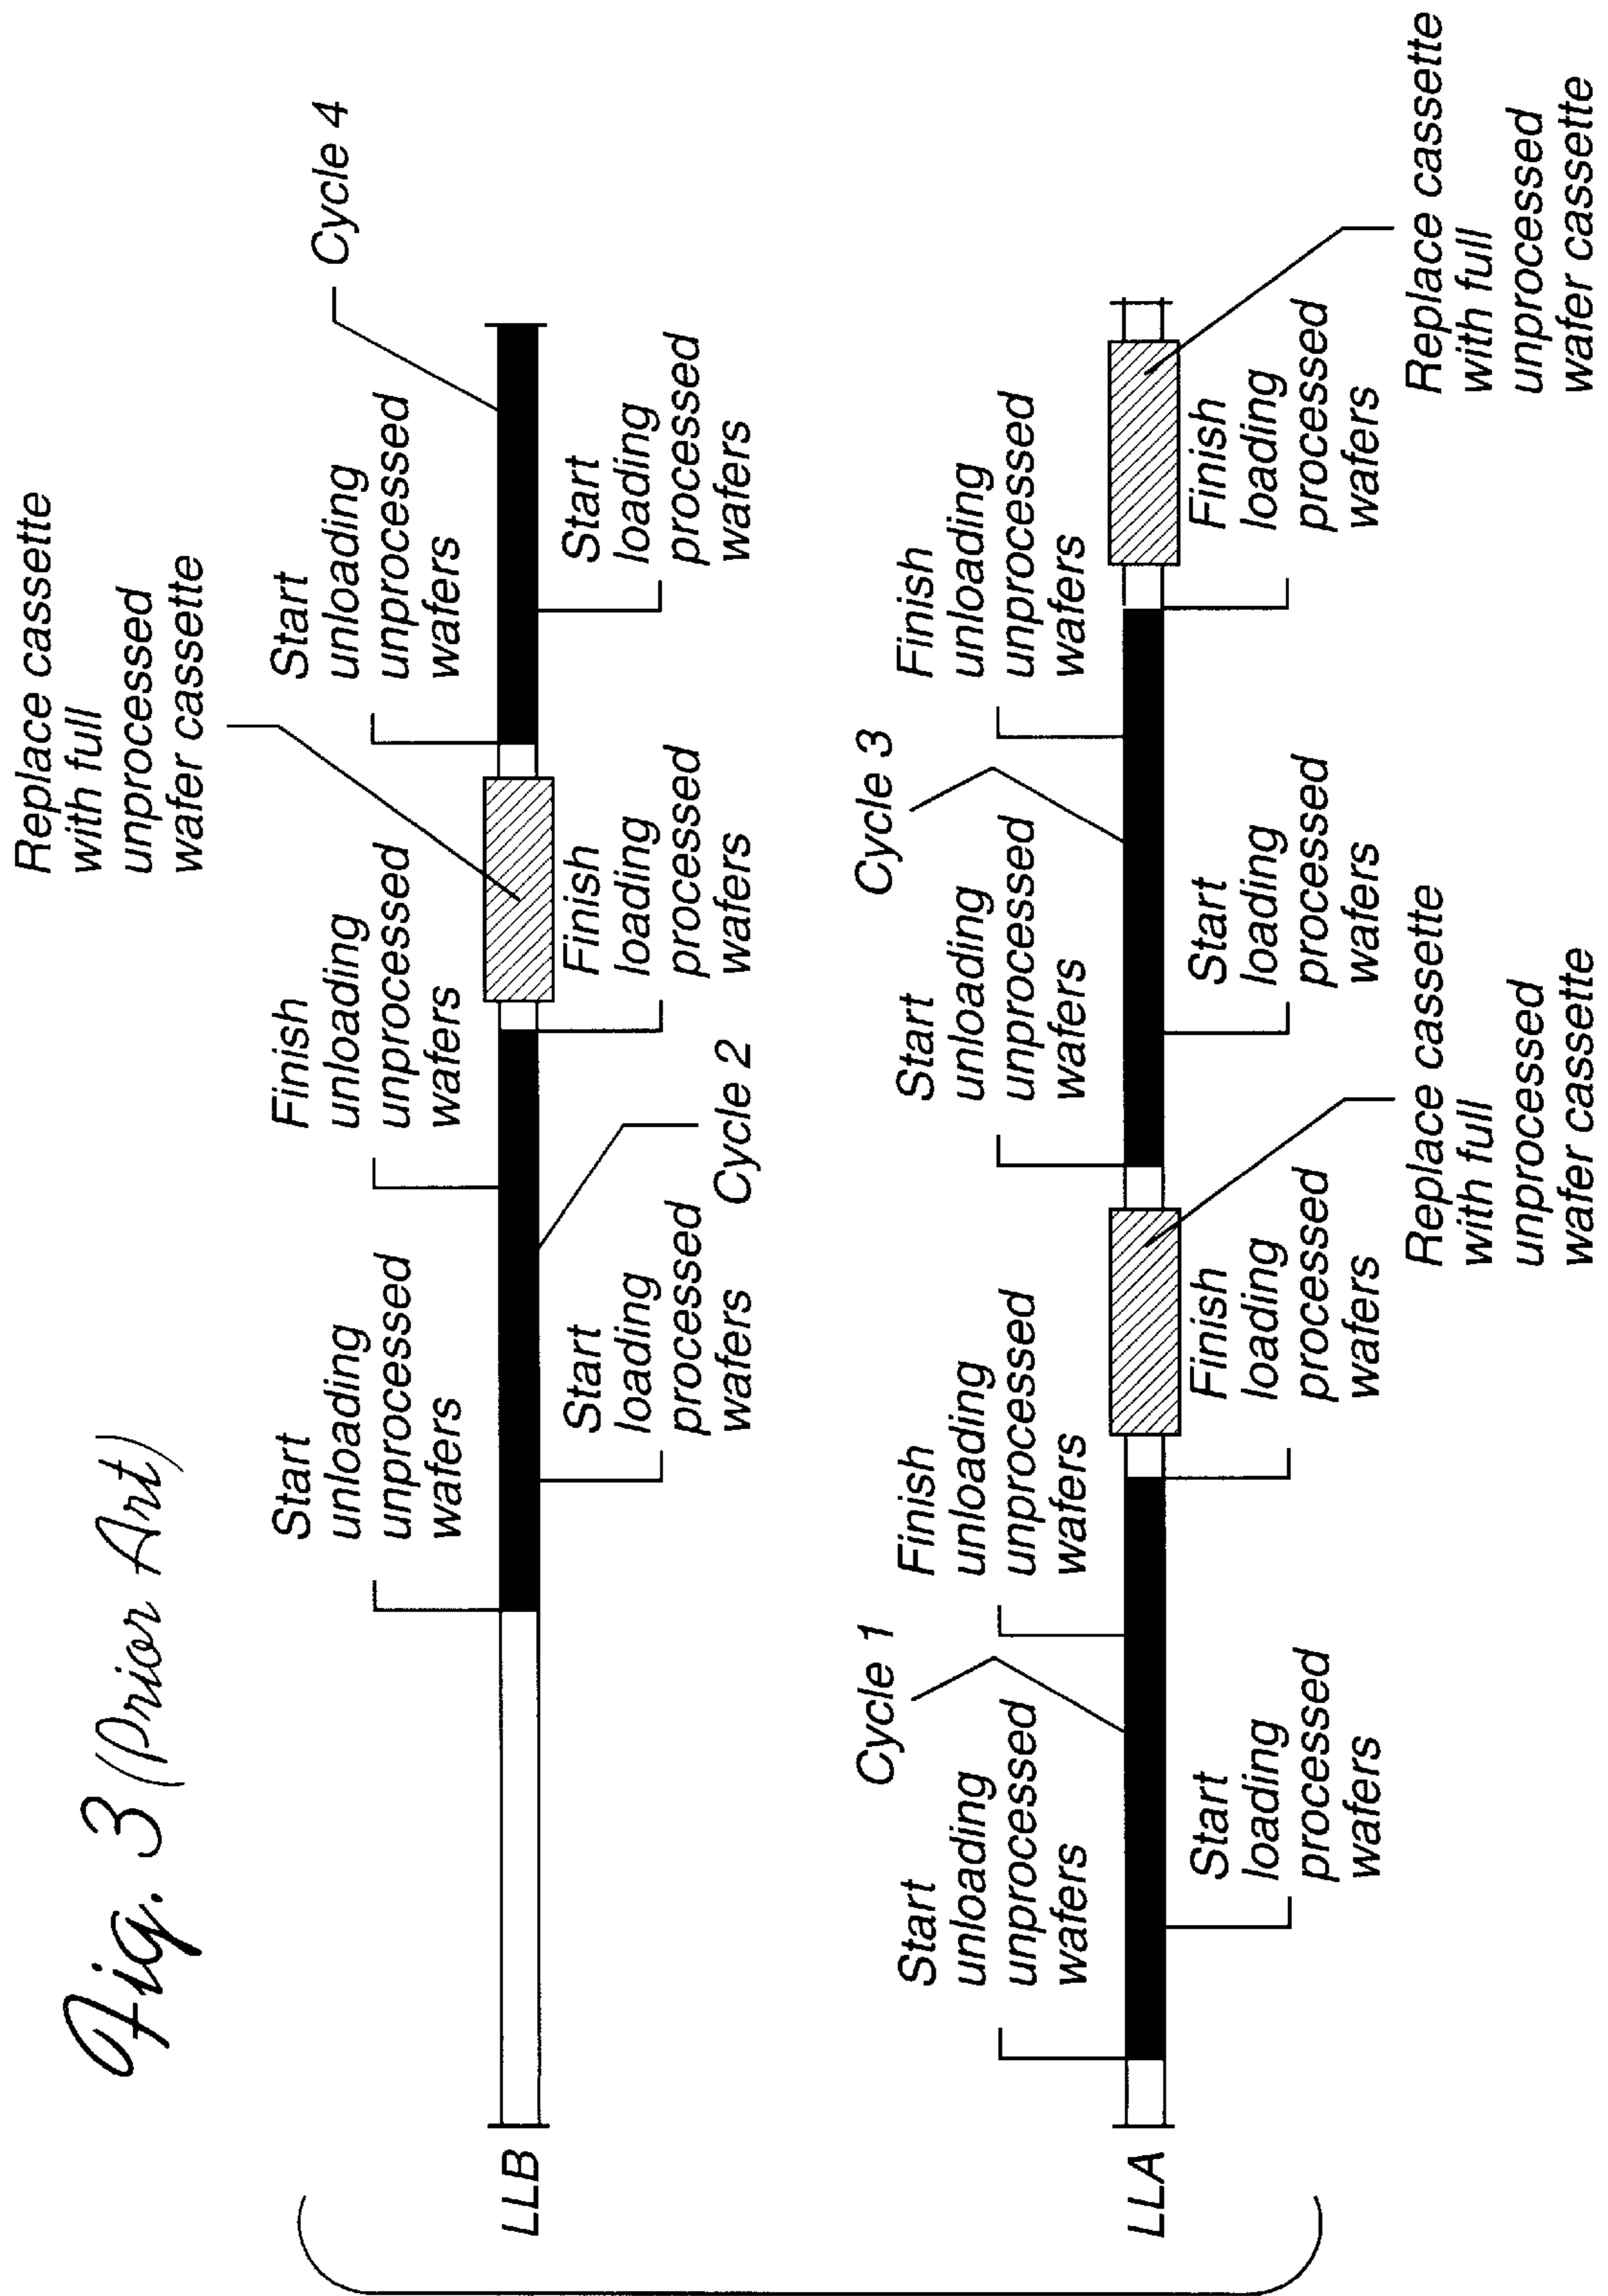 Fig. 3 (Prior Art)
LLB
Start
unloading
unprocessed
wafers
Finish
unloading
unprocessed
wafers
Replace cassette
with full
unprocessed
wafer cassette
Start
unloading
unprocessed
wafers
Cycle 4
Start
loading
processed
wafers
Cycle 2
Finish
loading
processed
wafers
Start
loading
processed
wafers
LLA
Start
unloading
unprocessed
wafers
Cycle 1
Finish
unloading
unprocessed
wafers
Start
unloading
unprocessed
wafers
Cycle 3
Finish
unloading
unprocessed
wafers
Start
loading
processed
wafers
Finish
loading
processed
wafers
Replace cassette
with full
unprocessed
wafer cassette
Start
loading
processed
wafers
Finish
loading
processed
wafers
Replace cassette
with full
unprocessed
wafer cassette